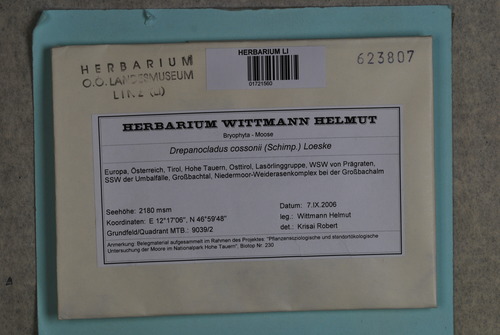 HERBARIUM
O.Ö. LANDESMUSEUM
LINZ (LI)
HERBARIUM LI
01721560
623807
HERBARIUM WITTMANN HELMUT
Bryophyta - Moose
Drepanocladus cossonii (Schimp.) Loeske
Europa, Österreich, Tirol, Hohe Tauern, Osttirol, Lasörlinggruppe, WSW von Prägraten,
SSW der Umbalfälle, Großbachtal, Niedermoor-Weiderasenkomplex bei der Großbachalm
Seehöhe: 2180 msm
Datum: 7.IX.2006
Koordinaten: E 12°17'06", N 46°59'48"
leg.: Wittmann Helmut
Grundfeld/Quadrant MTB.: 9039/2
det.: Krisai Robert
Anmerkung: Belegmaterial aufgesammelt im Rahmen des Projektes: "Pflanzensoziologische und standortökologische
Untersuchung der Moore im Nationalpark Hohe Tauern". Biotop Nr. 230